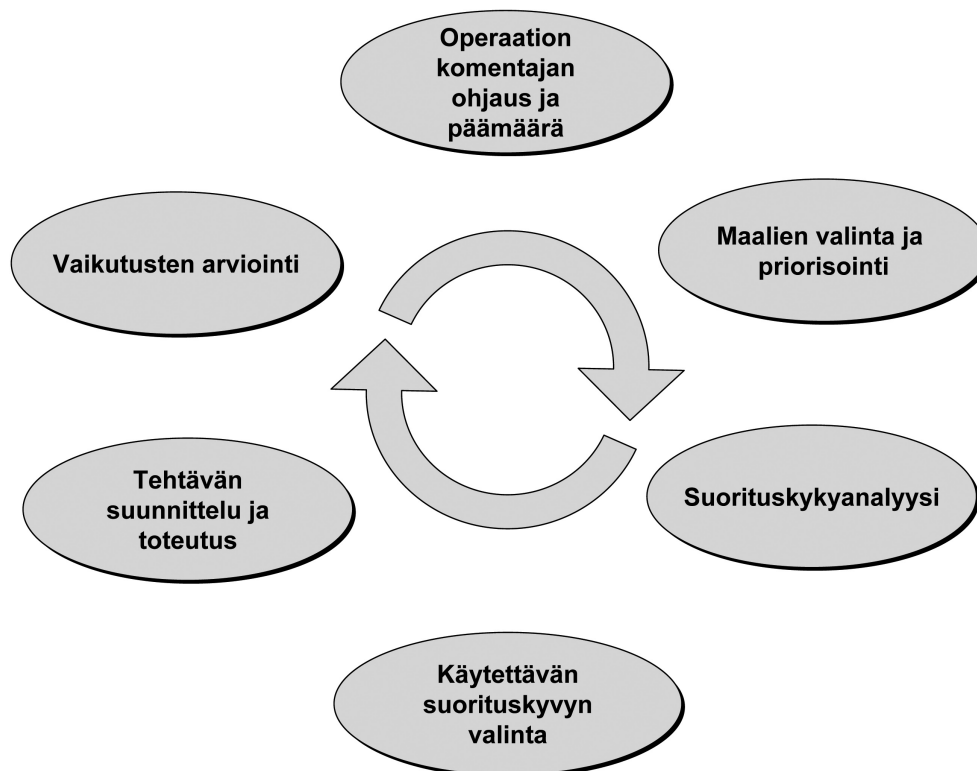 Operaation
komentajan
ohjaus ja
päämäärä
Maalien valinta ja
priorisointi
Suorituskykyanalyysi
Käytettävän
suorituskyvyn
valinta
Tehtävän
suunnittelu ja
toteutus
Vaikutusten arviointi